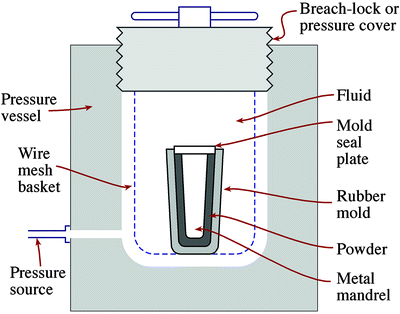 Breach-lock or
pressure cover
Pressure
vessel
Fluid
Mold
seal
plate
Wire
mesh
basket
Rubber
mold
Powder
Pressure
source
Metal
mandrel